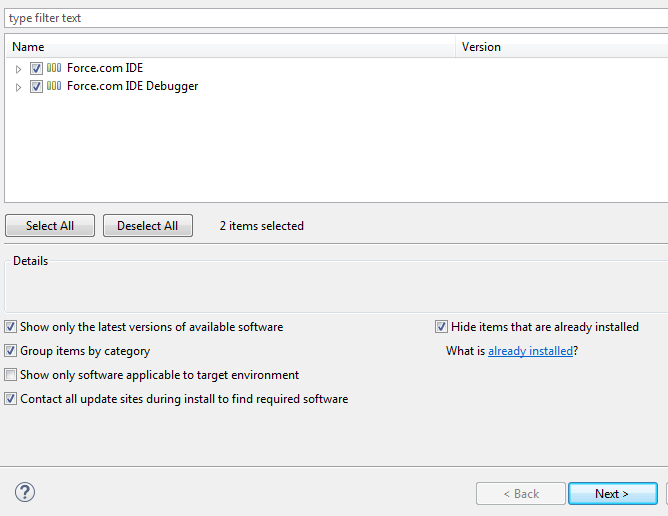 type filter text
Name Version
Force.com IDE
Force.com IDE Debugger
Select All Deselect All 2 items selected
Details
Show only the latest versions of available software Hide items that are already installed
Group items by category What is already installed?
Show only software applicable to target environment
Contact all update sites during install to find required software
? < Back Next >